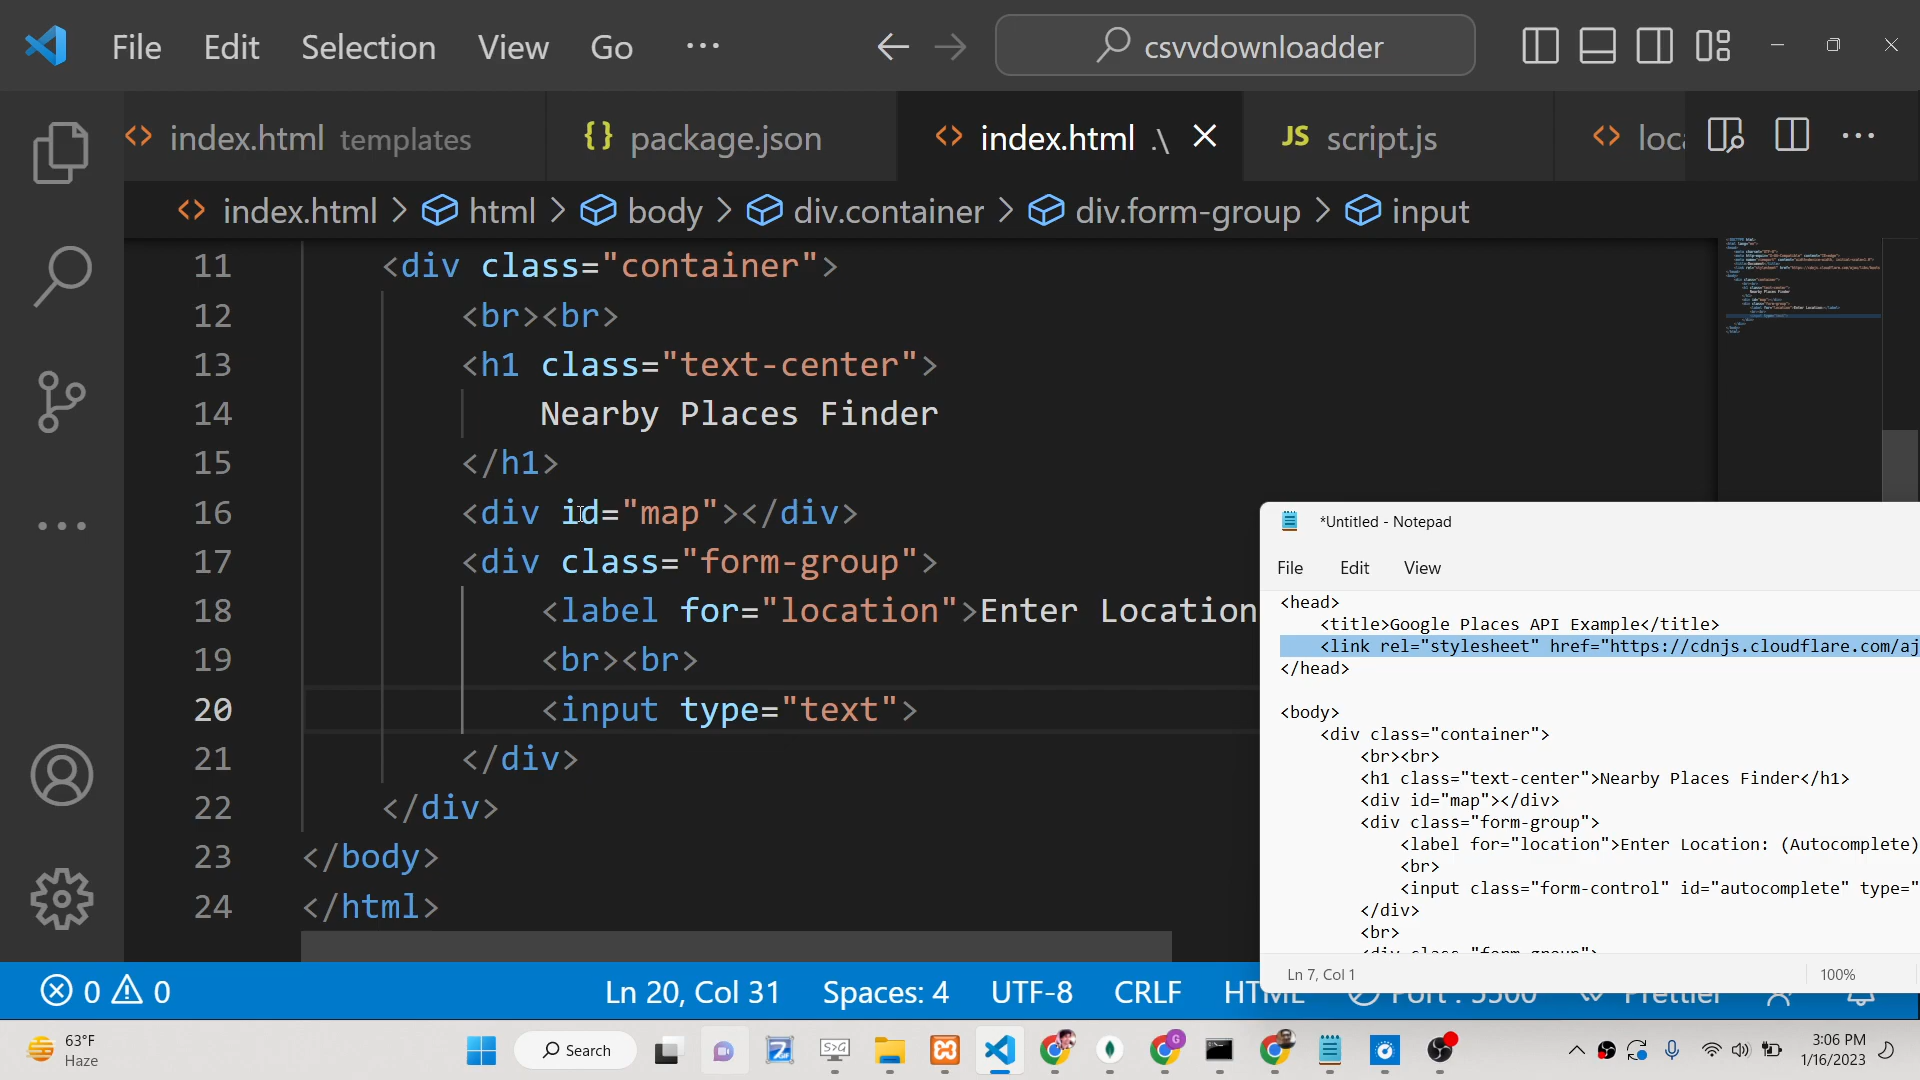 File Edit Selection View Go ··· csvvdownloadder
index.html templates
package.json
index.html .\
JS script.js
index.html > html > body > div.container > div.form-group > input
11 <div class="container">
12 <br><br>
13 <h1 class="text-center">
14 Nearby Places Finder
15 </h1>
16 <div id="map"></div>
17 <div class="form-group">
18 <label for="location">Enter Location
19 <br><br>
20 <input type="text">
21 </div>
22 </div>
23 </body>
24 </html>
*Untitled - Notepad
File Edit View
<head>
<title>Google Places API Example</title>
<link rel="stylesheet" href="https://cdnjs.cloudflare.com/aj
</head>
<body>
<div class="container">
<br><br>
<h1 class="text-center">Nearby Places Finder</h1>
<div id="map"></div>
<div class="form-group">
<label for="location">Enter Location: (Autocomplete)
<br>
<input class="form-control" id="autocomplete" type="
</div>
<br>
Ln 7, Col 1 100%
0 0 Ln 20, Col 31 Spaces: 4 UTF-8 CRLF HTML
63°F
Haze
Search
3:06 PM
1/16/2023